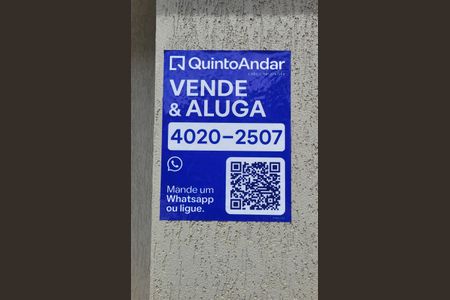 QuintoAndar
VENDE
& ALUGA
4020-2507
Mande um
Whatsapp
ou ligue.